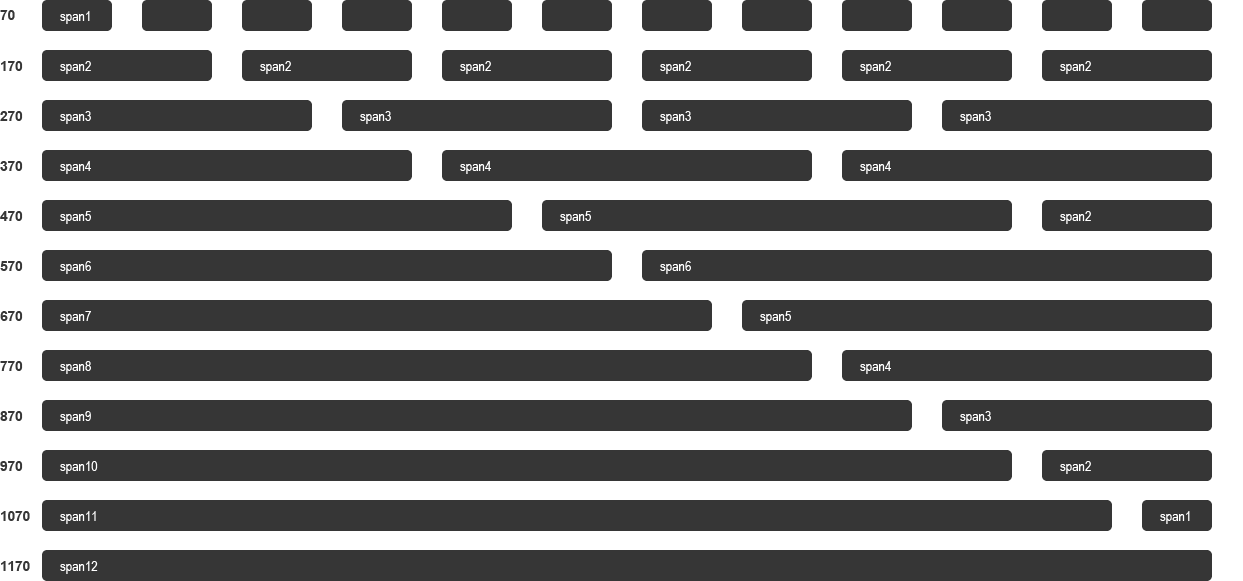 70 span1
170 span2 span2 span2 span2 span2 span2
270 span3 span3 span3 span3
370 span4 span4 span4
470 span5 span5 span2
570 span6 span6
670 span7 span5
770 span8 span4
870 span9 span3
970 span10 span2
1070 span11 span1
1170 span12